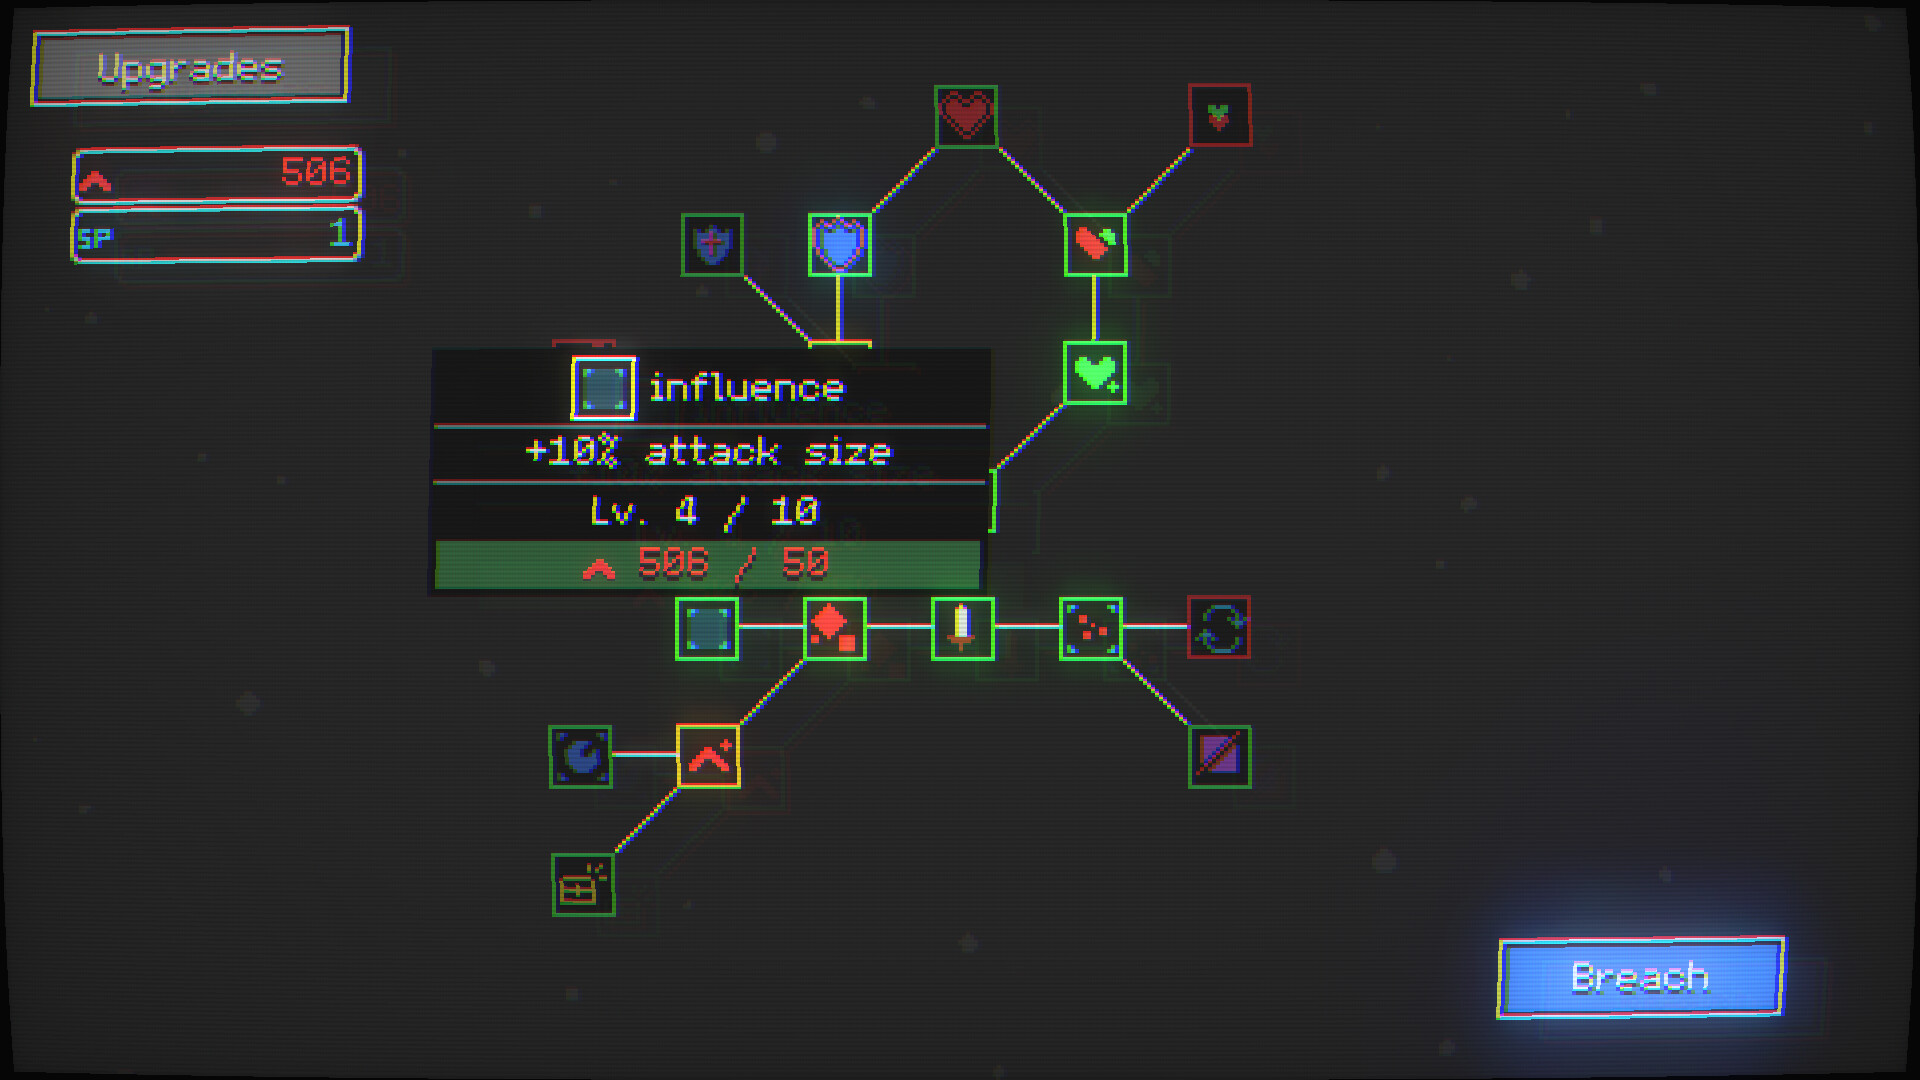 Upgrades
506
SP 1
influence
+10% attack size
Lv. 4 / 10
506 / 50
Breach